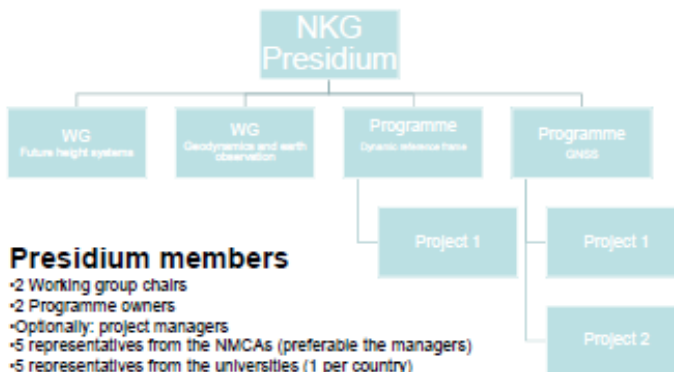 NKG
Presidium
WG
Future height systems
WG
Geodynamics and earth
observation
Programme
Dynamic reference frame
Programme
GNSS
Project 1
Project 1
Project 2
Presidium members
•2 Working group chairs
•2 Programme owners
•Optionally: project managers
•5 representatives from the NMCAs (preferable the managers)
•5 representatives from the universities (1 per country)